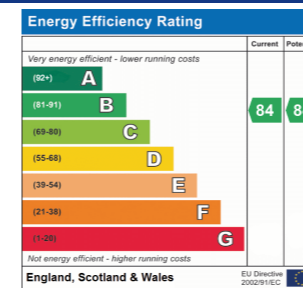 Energy Efficiency Rating
Current
Very energy efficient - lower running costs
(92+) A
(81-91) B 84
(69-80) C
(55-68) D
(39-54) E
(21-38) F
(1-20) G
Not energy efficient - higher running costs
England, Scotland & Wales
EU Directive
2002/91/EC